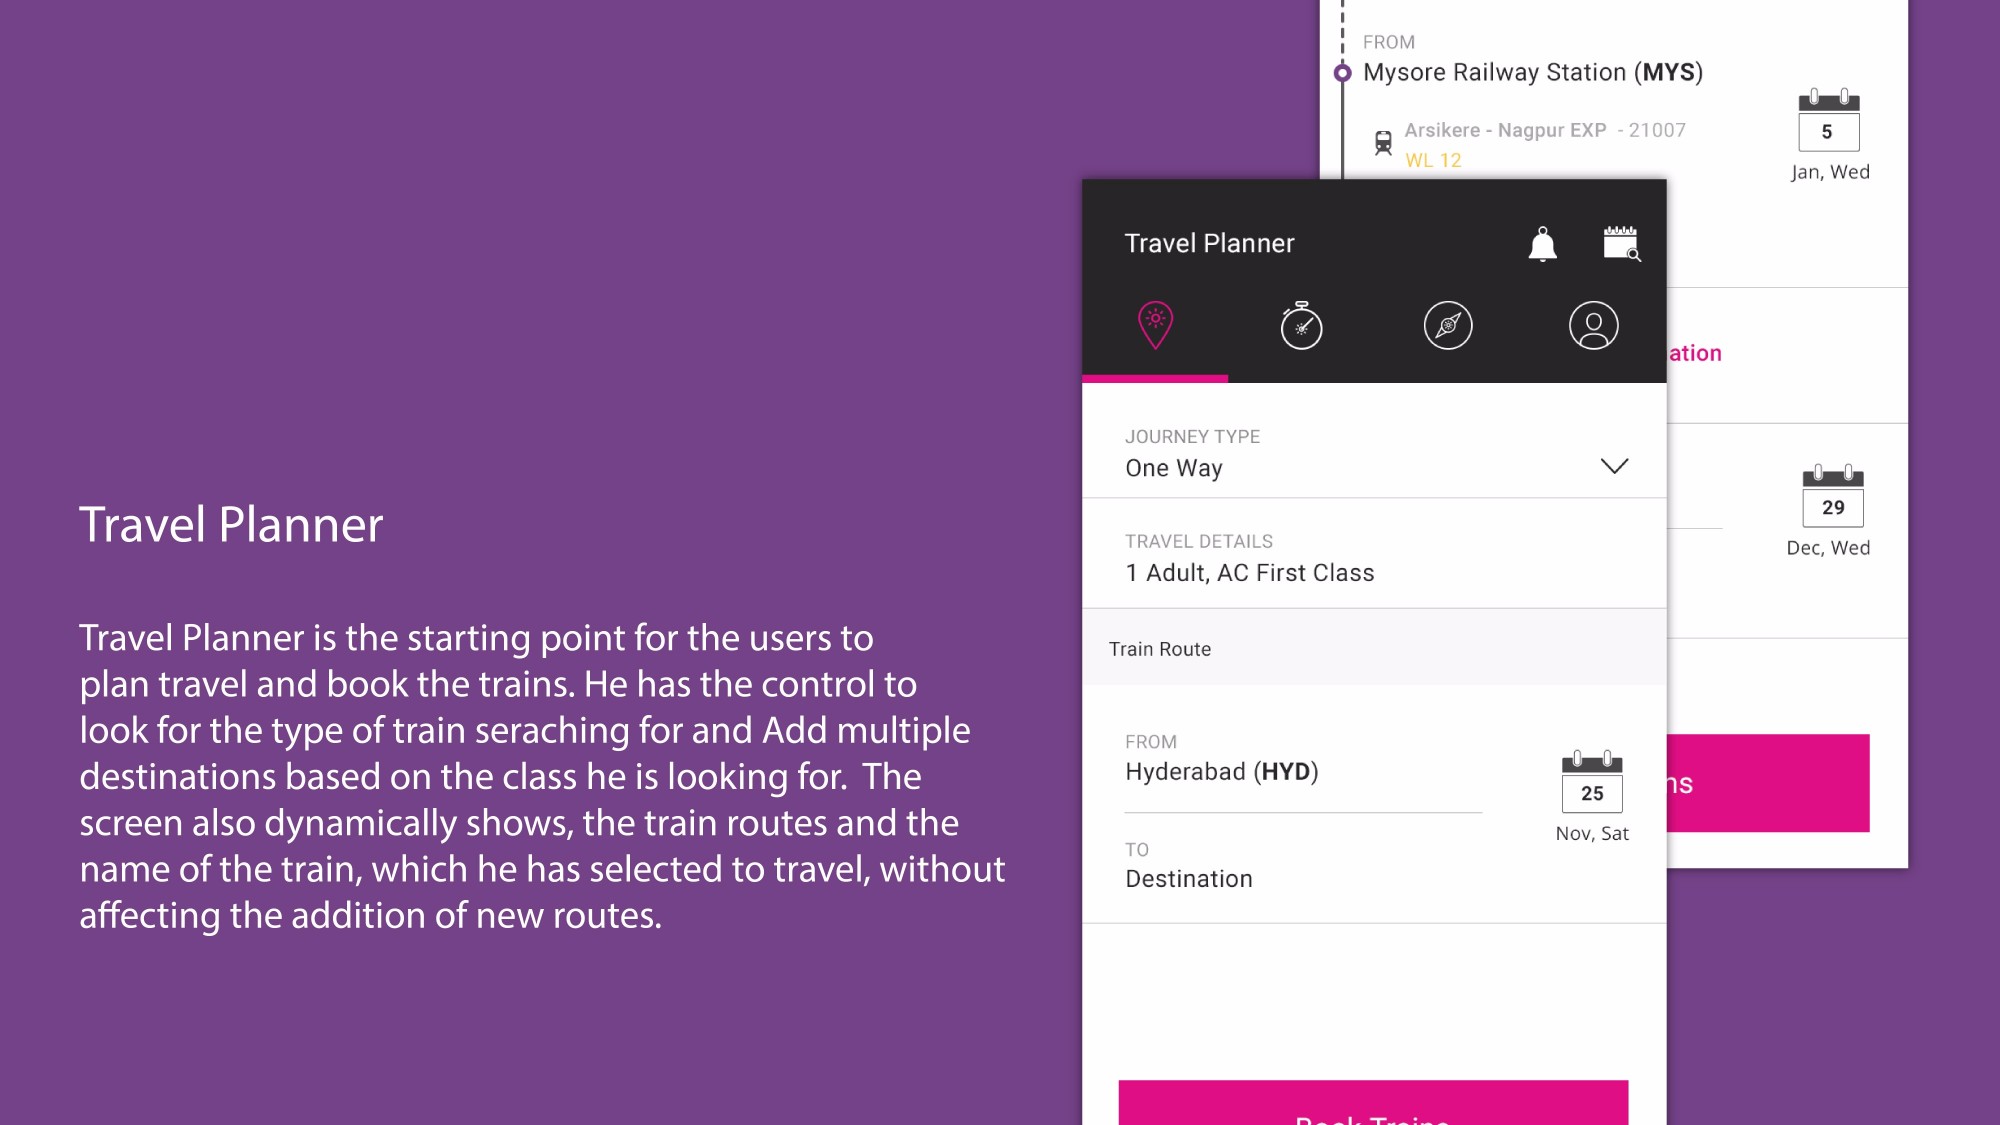 Travel Planner
Travel Planner is the starting point for the users to
plan travel and book the trains. He has the control to
look for the type of train seraching for and Add multiple
destinations based on the class he is looking for.  The
screen also dynamically shows, the train routes and the
name of the train, which he has selected to travel, without
affecting the addition of new routes.
FROM
Mysore Railway Station (MYS)
Arsikere - Nagpur EXP - 21007
WL 12
5
Jan, Wed
ation
29
Dec, Wed
ns
Travel Planner
JOURNEY TYPE
One Way
TRAVEL DETAILS
1 Adult, AC First Class
Train Route
FROM
Hyderabad (HYD)
25
Nov, Sat
TO
Destination
Book Trains